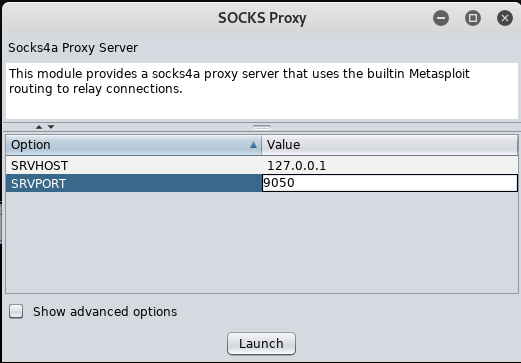 SOCKS Proxy
Socks4a Proxy Server
This module provides a socks4a proxy server that uses the builtin Metasploit
routing to relay connections.
Option Value
SRVHOST 127.0.0.1
SRVPORT 9050
Show advanced options
Launch